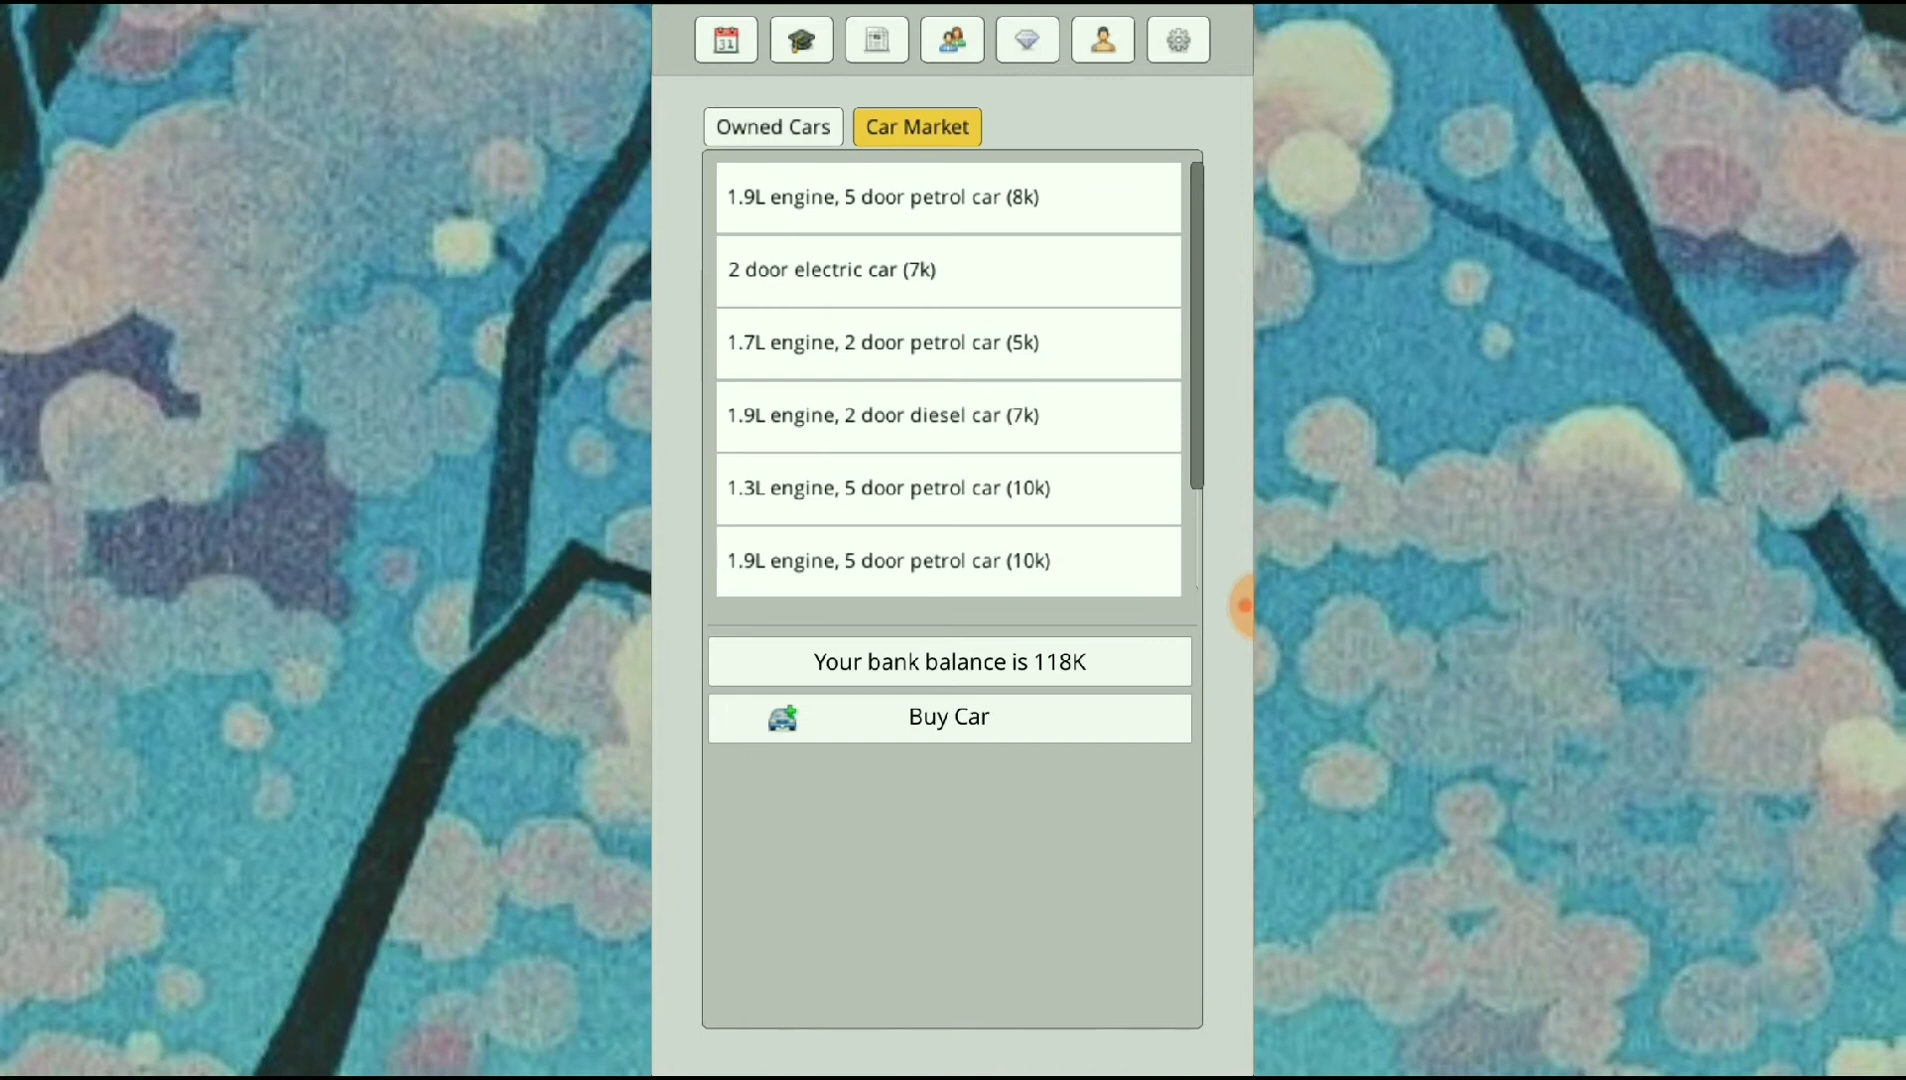 31
Owned Cars Car Market
1.9L engine, 5 door petrol car (8k)
2 door electric car (7k)
1.7L engine, 2 door petrol car (5k)
1.9L engine, 2 door diesel car (7k)
1.3L engine, 5 door petrol car (10k)
1.9L engine, 5 door petrol car (10k)
Your bank balance is 118K
Buy Car